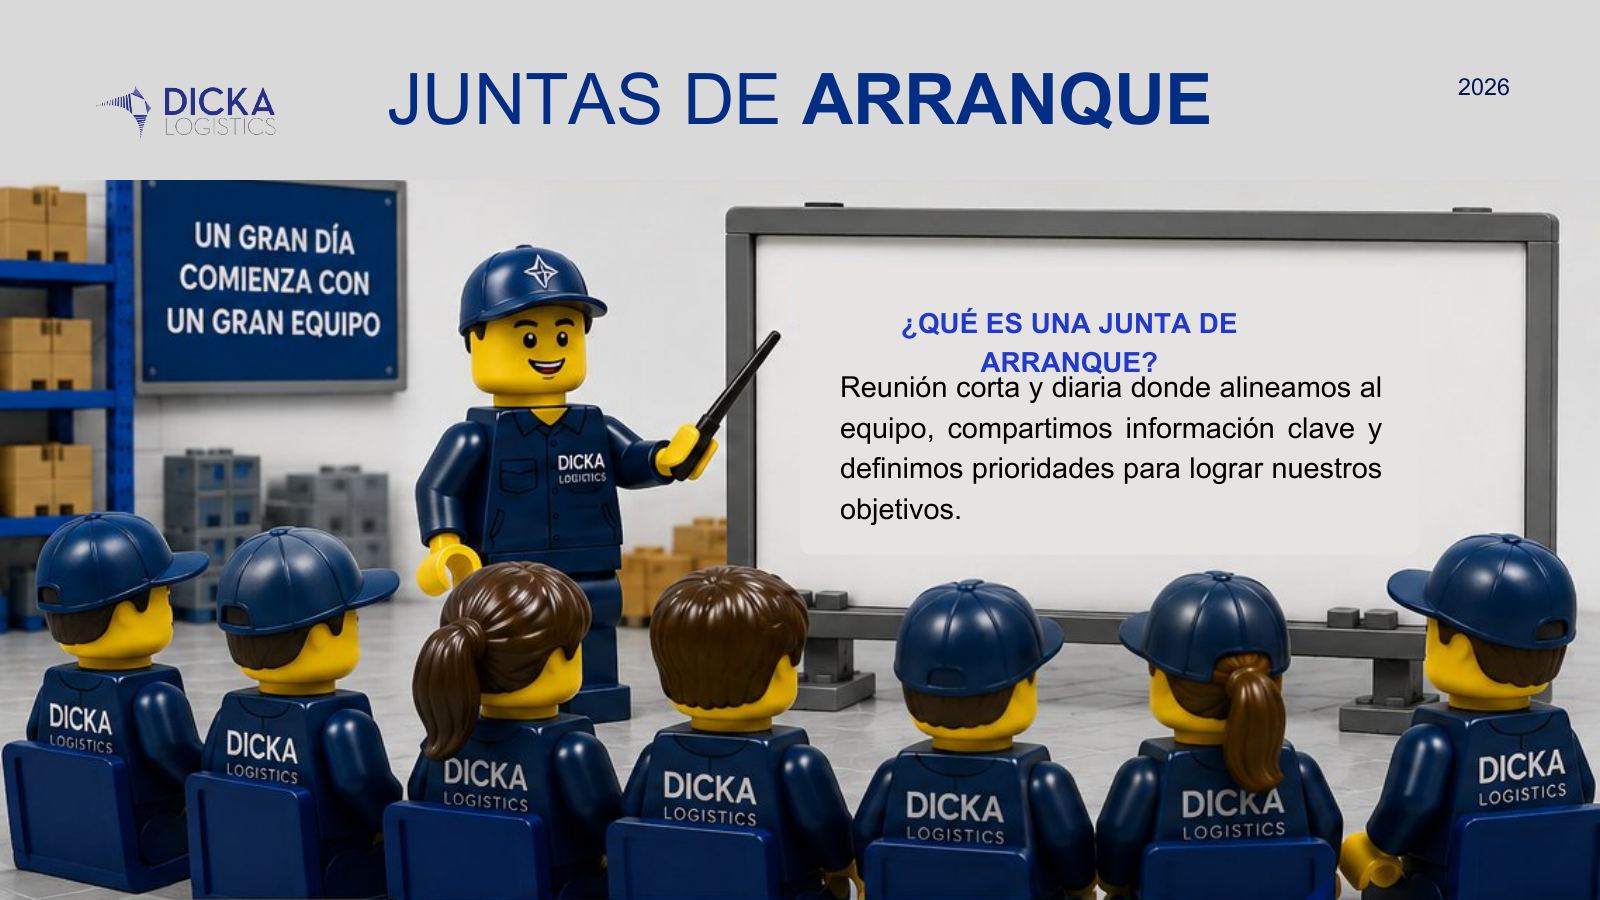 DICKA
LOGISTICS
JUNTAS DE ARRANQUE
2026
UN GRAN DÍA
COMIENZA CON
UN GRAN EQUIPO
¿QUÉ ES UNA JUNTA DE
ARRANQUE?
Reunión corta y diaria donde alineamos al
equipo, compartimos información clave y
definimos prioridades para lograr nuestros
objetivos.
DICKA
LOGISTICS
DICKA
LOGISTICS
DICKA
LOGISTICS
DICKA
LOGISTICS
DICKA
LOGISTICS
DICKA
LOGISTICS
DICKA
LOGISTICS
DICKA
LOGISTICS